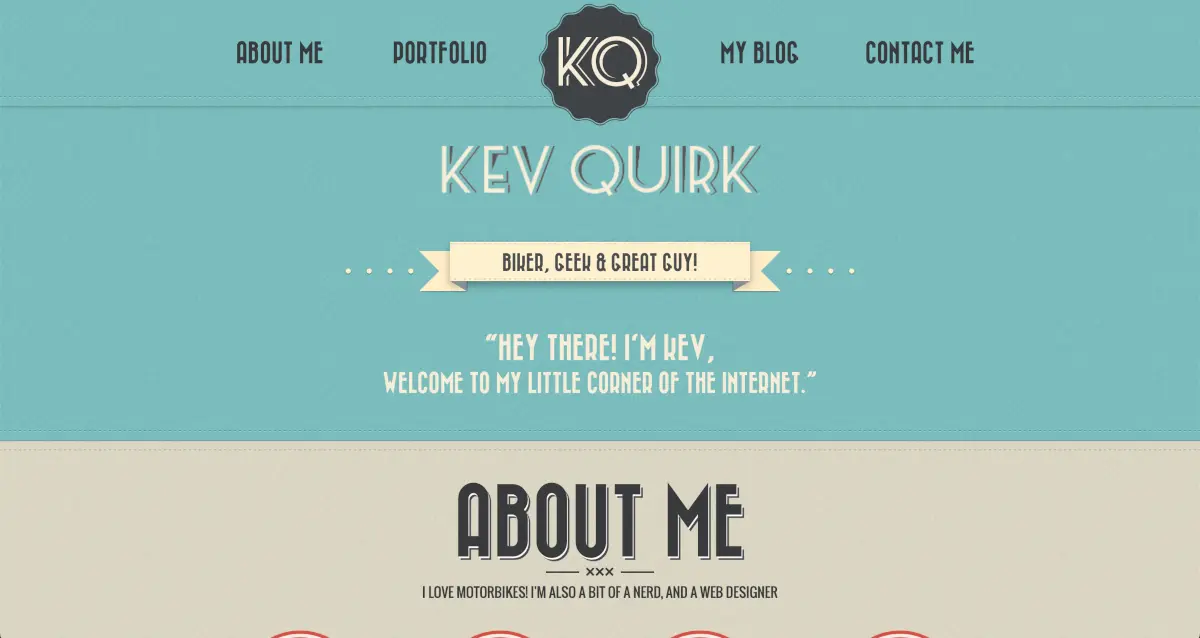 ABOUT ME PORTFOLIO KQ MY BLOG CONTACT ME
KEV QUIRK
BIKER, GEEK & GREAT GUY!
“HEY THERE! I’M KEV,
WELCOME TO MY LITTLE CORNER OF THE INTERNET.”
ABOUT ME
×××
I LOVE MOTORBIKES! I'M ALSO A BIT OF A NERD, AND A WEB DESIGNER